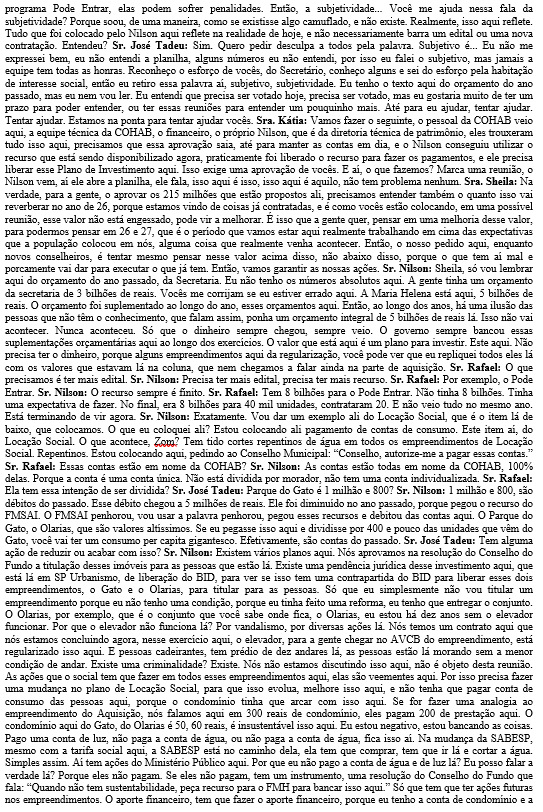 programa Pode Entrar, elas podem sofrer penalidades. Então, a subjetividade... Você me ajuda nessa fala da
subjetividade? Porque soou, de uma maneira, como se existisse algo camuflado, e não existe. Realmente, isso aqui reflete.
Tudo que foi colocado pelo Nilson aqui reflete na realidade de hoje, e não necessariamente barra um edital ou uma nova
contratação. Entendeu? Sr. José Tadeu: Sim. Quero pedir desculpa a todos pela palavra. Subjetivo é... Eu não me
expressei bem, eu não entendi a planilha, alguns números eu não entendi, por isso eu falei o subjetivo, mas jamais a
equipe tem todas as honras. Reconheço o esforço de vocês, do Secretário, conheço alguns e sei do esforço pela habitação
de interesse social, então eu retiro essa palavra aí, subjetivo, subjetividade. Eu tenho o texto aqui do orçamento do ano
passado, mas eu nem vou ler. Eu entendi que precisa ser votado hoje, precisa ser votado, mas eu gostaria muito de ter um
prazo para poder entender, ou ter essas reuniões para entender um pouquinho mais. Até para eu ajudar, tentar ajudar.
Tentar ajudar. Estamos na ponta para tentar ajudar vocês. Sra. Kátia: Vamos fazer o seguinte, o pessoal da COHAB veio
aqui, a equipe técnica da COHAB, o financeiro, o próprio Nilson, que é da diretoria técnica de patrimônio, eles trouxeram
tudo isso aqui, precisamos que essa aprovação saia, até para manter as contas em dia, e o Nilson conseguiu utilizar o
recurso que está sendo disponibilizado agora, praticamente foi liberado o recurso para fazer os pagamentos, e ele precisa
liberar esse Plano de Investimento aqui. Isso exige uma aprovação de vocês. E aí, o que fazemos? Marca uma reunião, o
Nilson vem, aí ele abre a planilha, ele fala, isso aqui é isso, isso aqui é aquilo, não tem problema nenhum. Sra. Sheila: Na
verdade, para a gente, o aprovar os 215 milhões que estão propostos ali, precisamos entender também o quanto isso vai
reverberar no ano de 26, porque estamos vindo de coisas já contratadas, e é como vocês estão colocando, em uma possível
reunião, esse valor não está engessado, pode vir a melhorar. É isso que a gente quer, pensar em uma melhoria desse valor,
para podermos pensar em 26 e 27, que é o período que vamos estar aqui realmente trabalhando em cima das expectativas
que a população colocou em nós, alguma coisa que realmente venha acontecer. Então, o nosso pedido aqui, enquanto
novos conselheiros, é tentar mesmo pensar nesse valor acima disso, não abaixo disso, porque o que tem aí mal e
porcamente vai dar para executar o que já tem. Então, vamos garantir as nossas ações. Sr. Nilson: Sheila, só vou lembrar
aqui do orçamento do ano passado, da Secretaria. Eu não tenho os números absolutos aqui. A gente tinha um orçamento
da secretaria de 3 bilhões de reais. Vocês me corrijam se eu estiver errado aqui. A Maria Helena está aqui, 5 bilhões de
reais. O orçamento foi suplementado ao longo do ano, esses orçamentos aqui. Então, ao longo dos anos, há uma ilusão das
pessoas que não têm o conhecimento, que falam assim, ponha um orçamento integral de 5 bilhões de reais lá. Isso não vai
acontecer. Nunca aconteceu. Só que o dinheiro sempre chegou, sempre veio. O governo sempre bancou essas
suplementações orçamentárias aqui ao longo dos exercícios. O valor que está aqui é um plano para investir. Este aqui. Não
precisa ter o dinheiro, porque alguns empreendimentos aqui da regularização, você pode ver que eu repliquei todos eles lá
com os valores que estavam lá na coluna, que nem chegamos a falar ainda na parte de aquisição. Sr. Rafael: O que
precisamos é ter mais edital. Sr. Nilson: Precisa ter mais edital, precisa ter mais recurso. Sr. Rafael: Por exemplo, o Pode
Entrar. Sr. Nilson: O recurso sempre é finito. Sr. Rafael: Tem 8 bilhões para o Pode Entrar. Não tinha 8 bilhões. Tinha
uma expectativa de fazer. No final, era 8 bilhões para 40 mil unidades, contrataram 20. E não veio tudo no mesmo ano.
Está terminando de vir agora. Sr. Nilson: Exatamente. Vou dar um exemplo ali do Locação Social, que é o item lá de
baixo, que colocamos. O que eu coloquei ali? Estou colocando ali pagamento de contas de consumo. Este item aí, do
Locação Social. O que acontece, Zom? Tem tido cortes repentinos de água em todos os empreendimentos de Locação
Social. Repentinos. Estou colocando aqui, pedindo ao Conselho Municipal: “Conselho, autorize-me a pagar essas contas.”
Sr. Rafael: Essas contas estão em nome da COHAB? Sr. Nilson: As contas estão todas em nome da COHAB, 100%
delas. Porque a conta é uma conta única. Não está dividida por morador, não tem uma conta individualizada. Sr. Rafael:
Ela tem essa intenção de ser dividida? Sr. José Tadeu: Parque do Gato é 1 milhão e 800? Sr. Nilson: 1 milhão e 800, são
débitos do passado. Esse débito chegou a 5 milhões de reais. Ele foi diminuído no ano passado, porque pegou o recurso
do FMSAI. O FMSAI penhorou, vou usar a palavra penhorou, pegou esses recursos e debitou das contas aqui. O Parque do
Gato, o Olarias, que são valores altíssimos. Se eu pegasse isso aqui e dividisse por 400 e pouco das unidades que vêm do
Gato, você vai ter um consumo per capita gigantesco. Efetivamente, são contas do passado. Sr. José Tadeu: Tem alguma
ação de reduzir ou acabar com isso? Sr. Nilson: Existem vários planos aqui. Nós aprovamos na resolução do Conselho do
Fundo a titulação desses imóveis para as pessoas que estão lá. Existe uma pendência jurídica desse investimento aqui, que
está lá em SP Urbanismo, de liberação do BID, para ver se isso tem uma contrapartida do BID para liberar esses dois
empreendimentos, o Gato e o Olarias, para titular para as pessoas. Só que eu simplesmente não vou titular um
empreendimento porque eu não tenho uma condição, porque eu tinha feito uma reforma, eu tenho que entregar o conjunto.
O Olarias, por exemplo, que é o conjunto que você sabe onde fica, o Olarias, eu estou há dez anos sem o elevador
funcionar. Por que o elevador não funciona lá? Por vandalismo, por diversas ações lá. Nós temos um contrato aqui que
nós estamos concluindo agora, nesse exercício aqui, o elevador, para a gente chegar no AVCB do empreendimento, está
regularizado isso aqui. E pessoas cadeirantes, tem prédio de dez andares lá, as pessoas estão lá morando sem a menor
condição de andar. Existe uma criminalidade? Existe. Nós não estamos discutindo isso aqui, não é objeto desta reunião.
As ações que o social tem que fazer em todos esses empreendimentos aqui, elas são veementes aqui. Por isso precisa fazer
uma mudança no plano de Locação Social, para que isso evolua, melhore isso aqui, e não tenha que pagar conta de
consumo das pessoas aqui, porque o condomínio tinha que arcar com isso aqui. Se for fazer uma analogia ao
empreendimento do Aquisição, nós falamos aqui em 300 reais de condomínio, eles pagam 200 de prestação aqui. O
condomínio aqui do Gato, do Olarias é 50, 60 reais, é insustentável isso aqui. Eu estou negativo, estou bancando as coisas.
Pago uma conta de luz, não paga a conta de água, ou não paga a conta de água, fica isso aí. Na mudança da SABESP,
mesmo com a tarifa social aqui, a SABESP está no caminho dela, ela tem que comprar, tem que ir lá e cortar a água.
Simples assim. Aí tem ações do Ministério Público aqui. Por que eu não pago a conta de água e de luz lá? Eu posso falar a
verdade lá? Porque eles não pagam. Se eles não pagam, tem um instrumento, uma resolução do Conselho do Fundo que
fala: “Quando não tem sustentabilidade, peça recurso para o FMH para bancar isso aqui.” Só que tem que ter ações futuras
nos empreendimentos. O aporte financeiro, tem que fazer o aporte financeiro, porque eu tenho a conta de condomínio e a